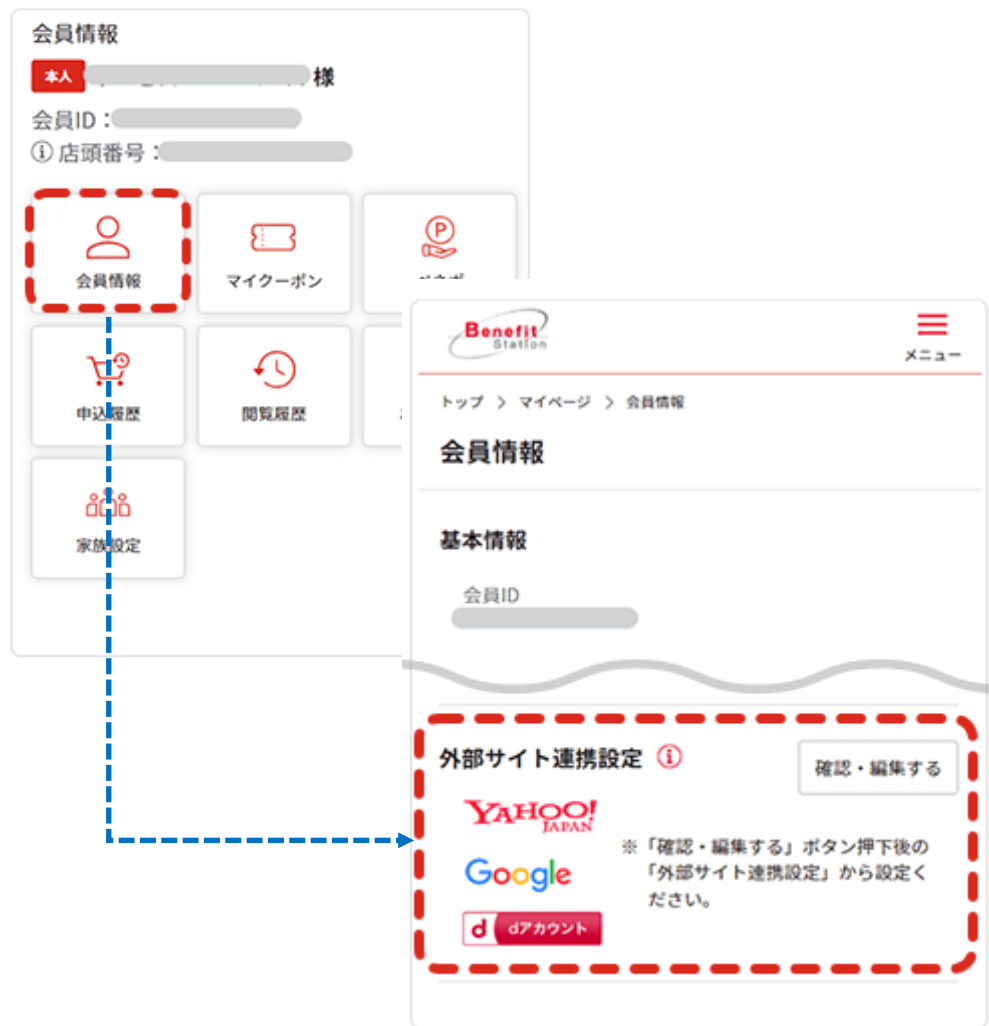 会員情報
本人
様
会員ID：
店頭番号：
会員情報
マイクーポン
P
申込履歴
閲覧履歴
家族設定
Benefit
Station
メニュー
トップ > マイページ > 会員情報
会員情報
基本情報
会員ID
外部サイト連携設定
確認・編集する
YAHOO!
JAPAN
Google
d dアカウント
※「確認・編集する」ボタン押下後の
「外部サイト連携設定」から設定く
ださい。